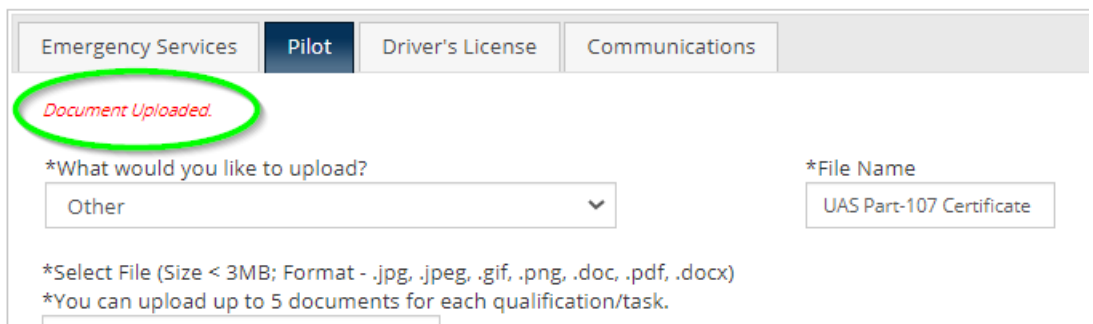 Emergency Services Pilot Driver's License Communications
Document Uploaded.
*What would you like to upload? *File Name
Other UAS Part-107 Certificate
*Select File (Size < 3MB; Format - .jpg, .jpeg, .gif, .png, .doc, .pdf, .docx)
*You can upload up to 5 documents for each qualification/task.